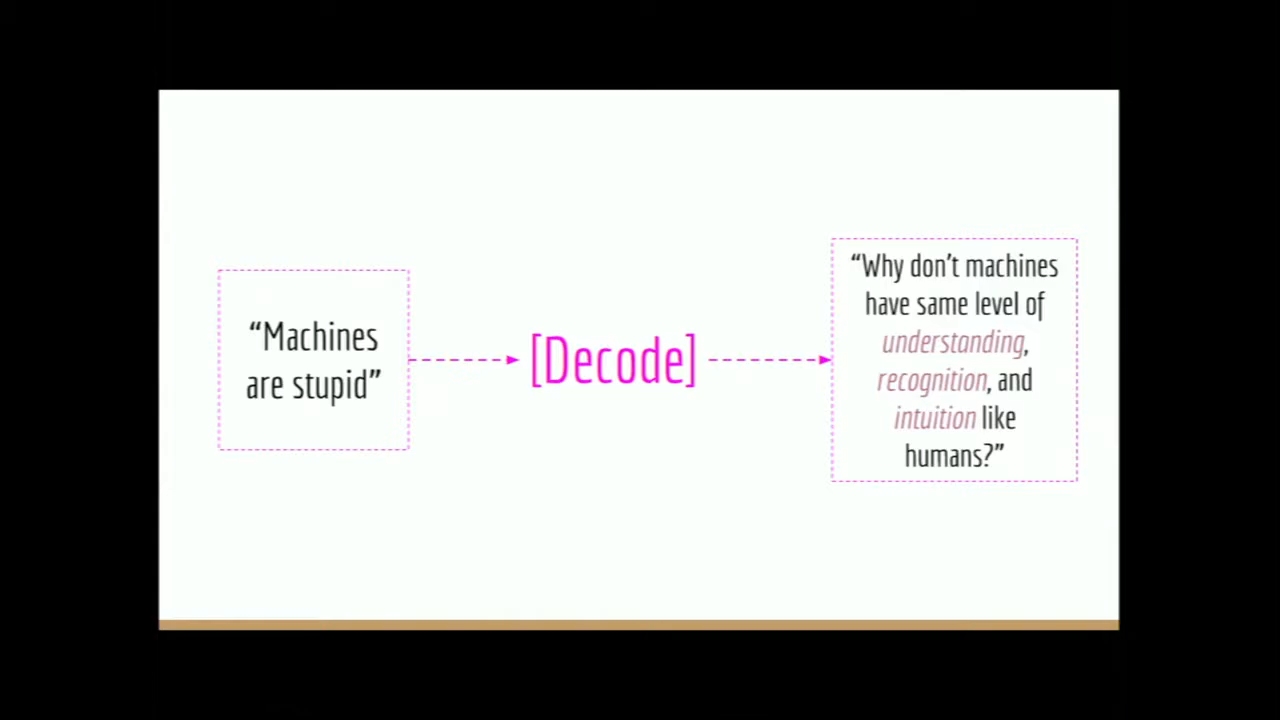 “Machines
are stupid”
[Decode]
“Why don’t machines
have same level of
understanding,
recognition, and
intuition like
humans?”